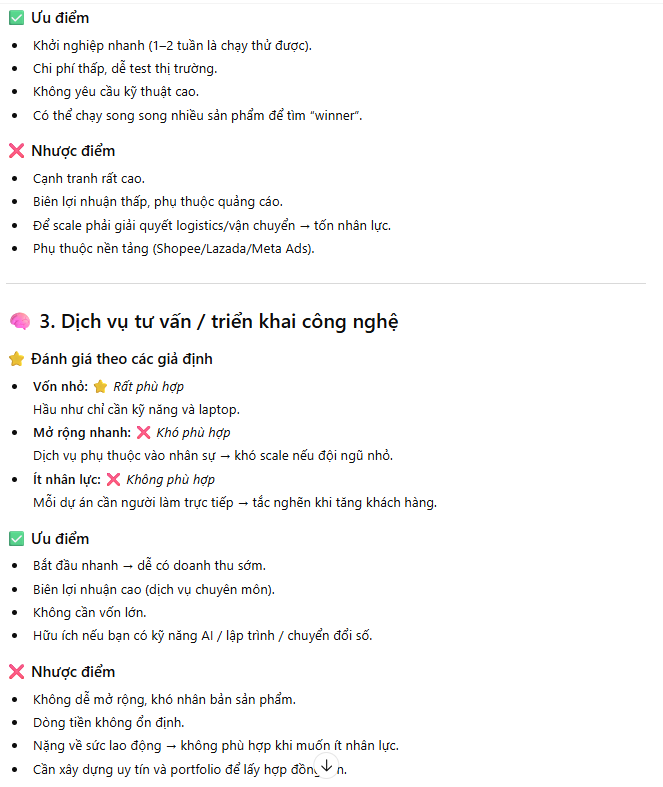 ✅ Ưu điểm
• Khởi nghiệp nhanh (1–2 tuần là chạy thử được).
• Chi phí thấp, dễ test thị trường.
• Không yêu cầu kỹ thuật cao.
• Có thể chạy song song nhiều sản phẩm để tìm “winner”.
❌ Nhược điểm
• Cạnh tranh rất cao.
• Biên lợi nhuận thấp, phụ thuộc quảng cáo.
• Để scale phải giải quyết logistics/vận chuyển → tốn nhân lực.
• Phụ thuộc nền tảng (Shopee/Lazada/Meta Ads).
🧠 3. Dịch vụ tư vấn / triển khai công nghệ
⭐ Đánh giá theo các giả định
• Vốn nhỏ: ⭐ Rất phù hợp
Hầu như chỉ cần kỹ năng và laptop.
• Mở rộng nhanh: ❌ Khó phù hợp
Dịch vụ phụ thuộc vào nhân sự → khó scale nếu đội ngũ nhỏ.
• Ít nhân lực: ❌ Không phù hợp
Mỗi dự án cần người làm trực tiếp → tắc nghẽn khi tăng khách hàng.
✅ Ưu điểm
• Bắt đầu nhanh → dễ có doanh thu sớm.
• Biên lợi nhuận cao (dịch vụ chuyên môn).
• Không cần vốn lớn.
• Hữu ích nếu bạn có kỹ năng AI / lập trình / chuyển đổi số.
❌ Nhược điểm
• Không dễ mở rộng, khó nhân bản sản phẩm.
• Dòng tiền không ổn định.
• Nặng về sức lao động → không phù hợp khi muốn ít nhân lực.
• Cần xây dựng uy tín và portfolio để lấy hợp